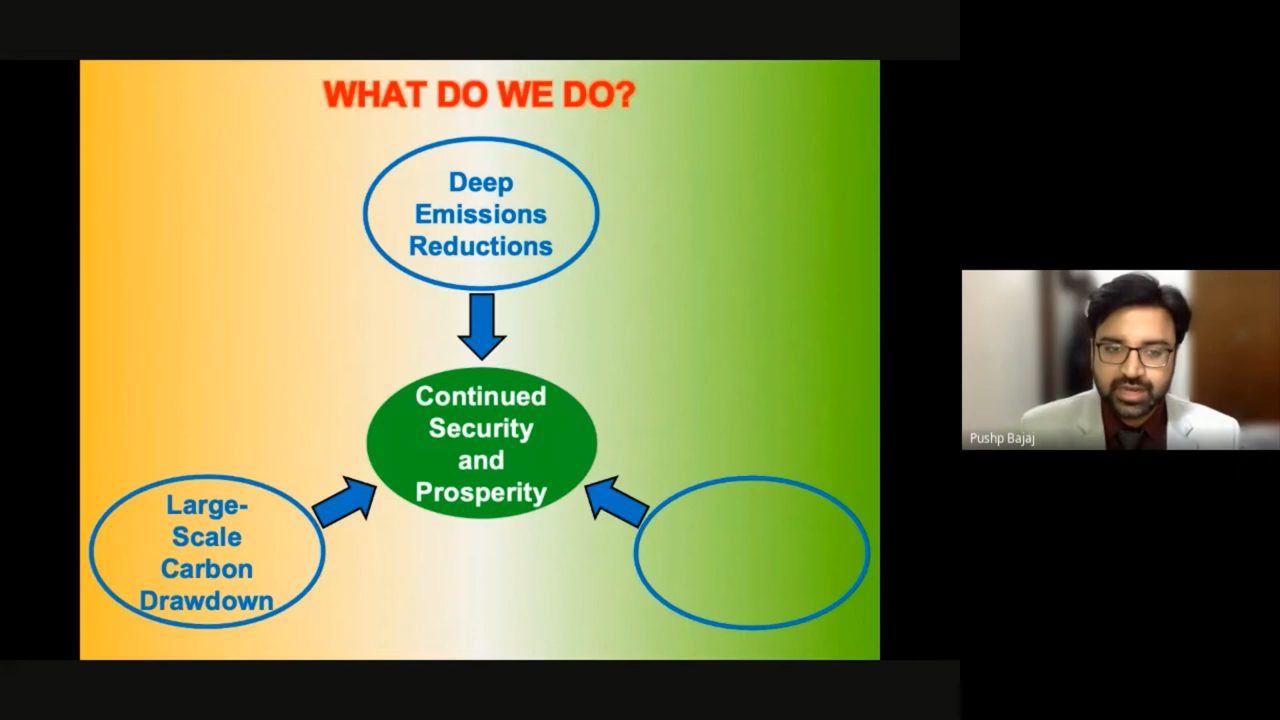 WHAT DO WE DO?
Deep
Emissions
Reductions
Continued
Security
and
Prosperity
Large-
Scale
Carbon
Drawdown
Pushp Bajaj